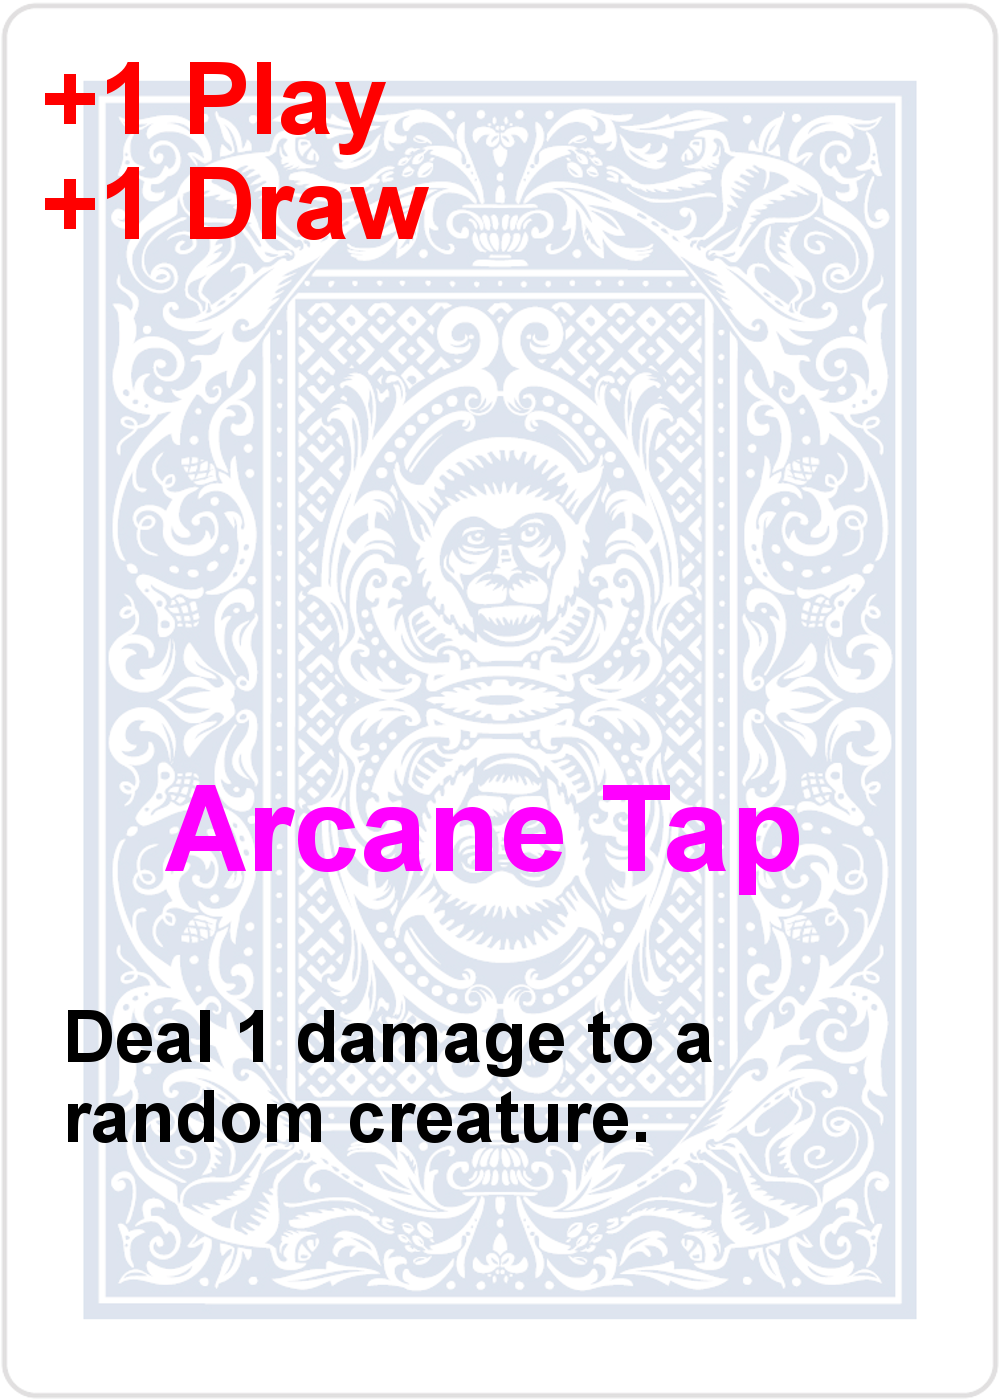 +1 Play
+1 Draw
Arcane Tap
Deal 1 damage to a
random creature.